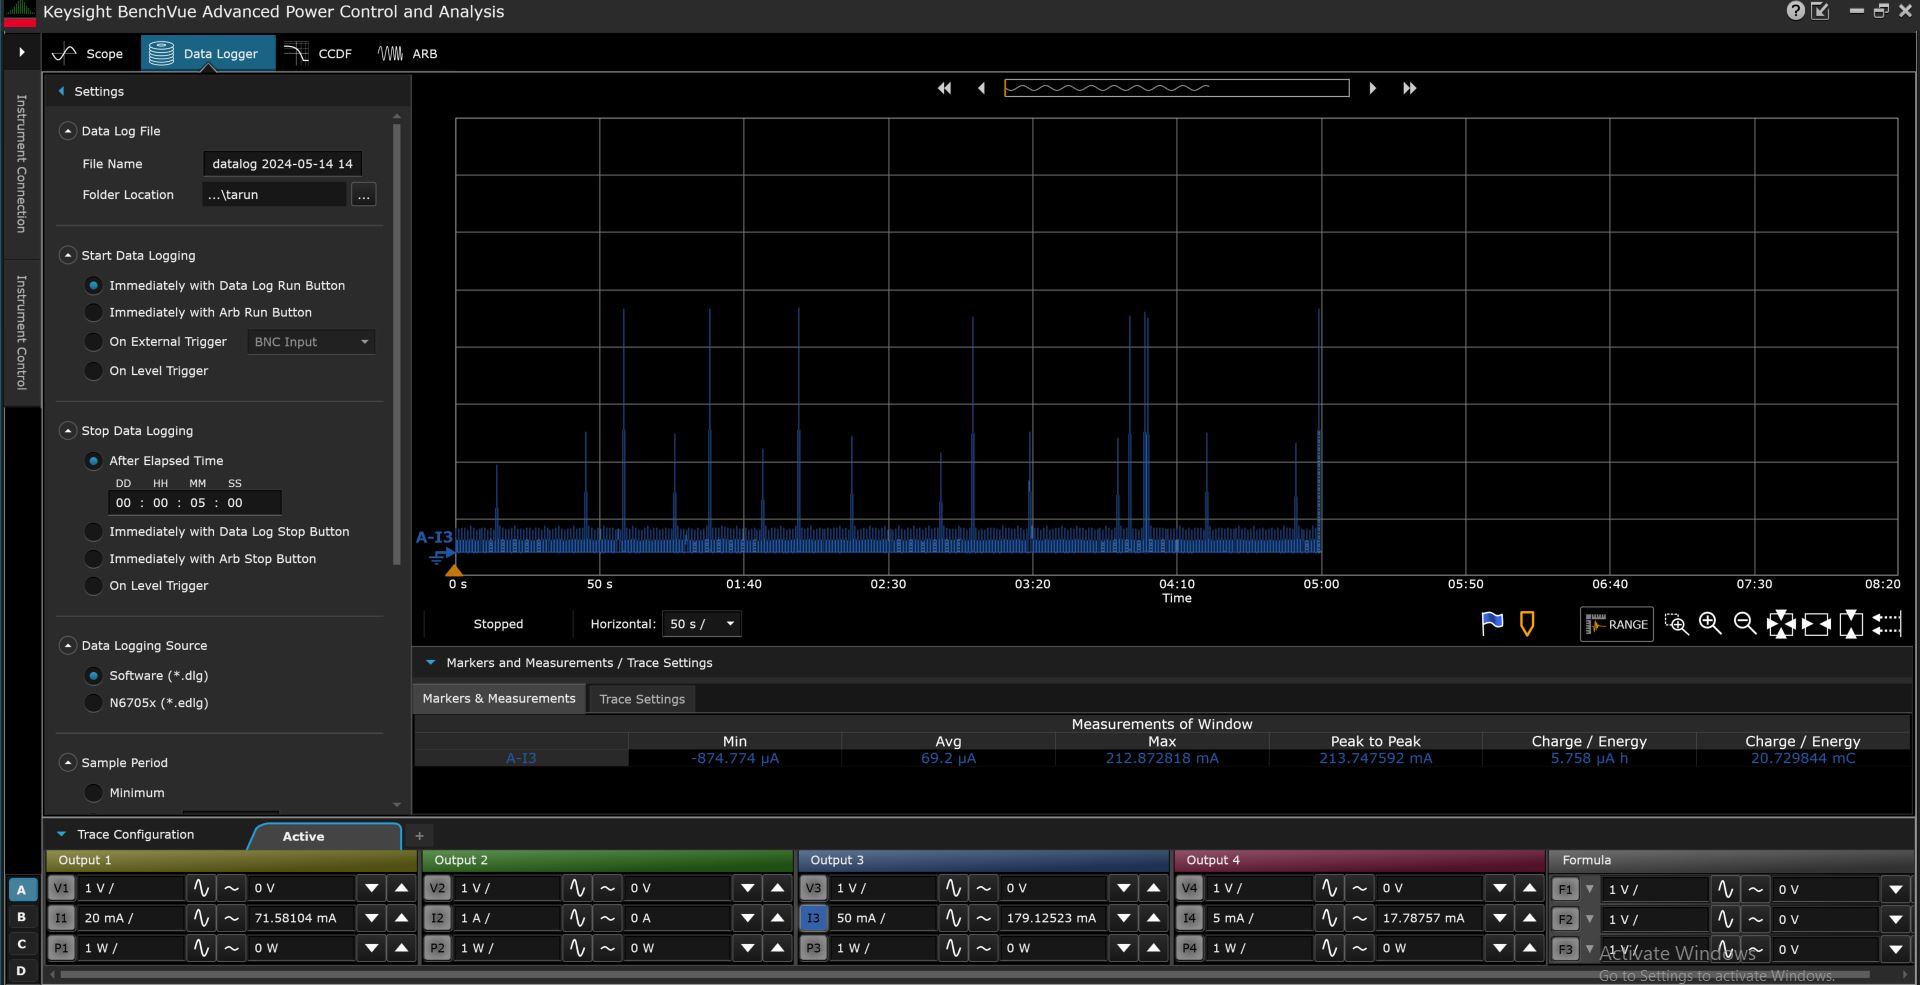 Keysight BenchVue Advanced Power Control and Analysis
Scope Data Logger CCDF ARB
Instrument Connection
Instrument Control
Settings
Data Log File
File Name datalog 2024-05-14 14
Folder Location ...\tarun ...
Start Data Logging
Immediately with Data Log Run Button
Immediately with Arb Run Button
On External Trigger BNC Input
On Level Trigger
Stop Data Logging
After Elapsed Time
DD HH MM SS
00 : 00 : 05 : 00
Immediately with Data Log Stop Button
Immediately with Arb Stop Button
On Level Trigger
Data Logging Source
Software (*.dlg)
N6705x (*.edlg)
Sample Period
Minimum
A-I3
0 s 50 s 01:40 02:30 03:20 04:10 05:00 05:50 06:40 07:30 08:20
Time
Stopped Horizontal: 50 s / RANGE
Markers and Measurements / Trace Settings
Markers & Measurements Trace Settings
Measurements of Window
Min Avg Max Peak to Peak Charge / Energy Charge / Energy
A-I3 -874.774 µA 69.2 µA 212.872818 mA 213.747592 mA 5.758 µA h 20.729844 mC
Trace Configuration Active +
Output 1 Output 2 Output 3 Output 4 Formula
A V1 1 V / 0 V V2 1 V / 0 V V3 1 V / 0 V V4 1 V / 0 V F1 1 V / 0 V
B I1 20 mA / 71.58104 mA I2 1 A / 0 A I3 50 mA / 179.12523 mA I4 5 mA / 17.78757 mA F2 1 V / 0 V
C P1 1 W / 0 W P2 1 W / 0 W P3 1 W / 0 W P4 1 W / 0 W F3 1 V / 0 V
D
Activate Windows
Go to Settings to activate Windows.